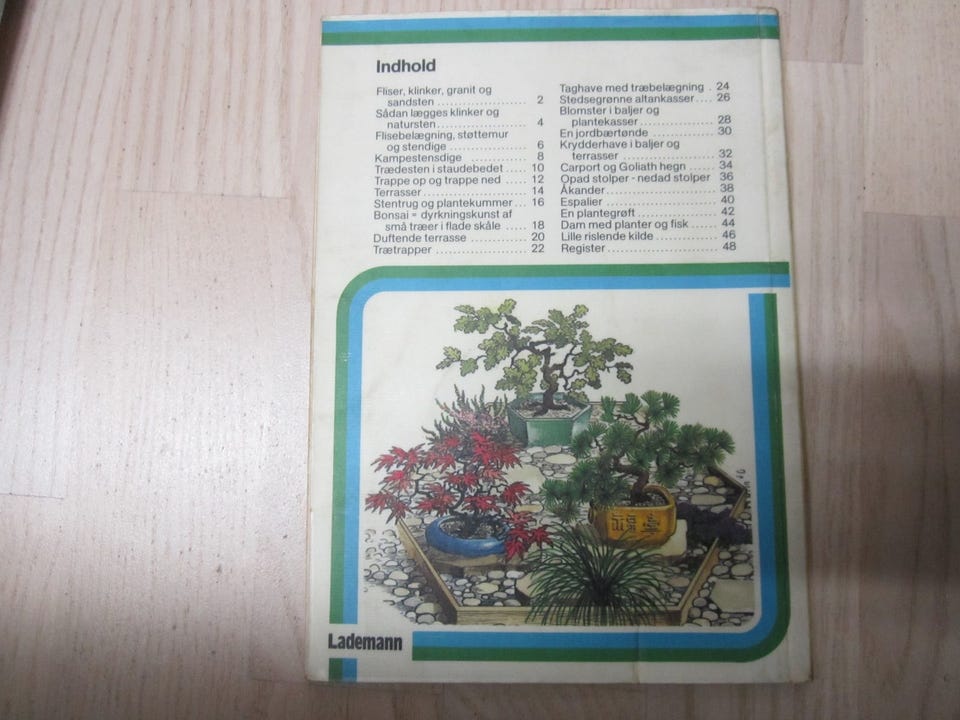 Indhold
Fliser, klinker, granit og
sandsten ........................ 2
Sådan lægges klinker og
natursten ........................ 4
Flisebelægning, støttemur
og stendige ..................... 6
Kampestensdige ............... 8
Trædesten i staudebedet ....... 10
Trappe op og trappe ned ...... 12
Terrasser ........................ 14
Stentrug og plantekummer ... 16
Bonsai = dyrkningskunst af
små træer i flade skåle ..... 18
Duftende terrasse ............. 20
Trætrapper ..................... 22
Taghave med træbelægning . 24
Stedsegrønne altankasser .... 26
Blomster i baljer og
plantekasser ................... 28
En jordbærtønde ............... 30
Krydderhave i baljer og
terrasser ........................ 32
Carport og Goliath hegn ..... 34
Opad stolper - nedad stolper 36
Åkander ........................ 38
Espalier ........................ 40
En plantegrøft ................. 42
Dam med planter og fisk ...... 44
Lille rislende kilde ............ 46
Register ........................ 48
Lademann